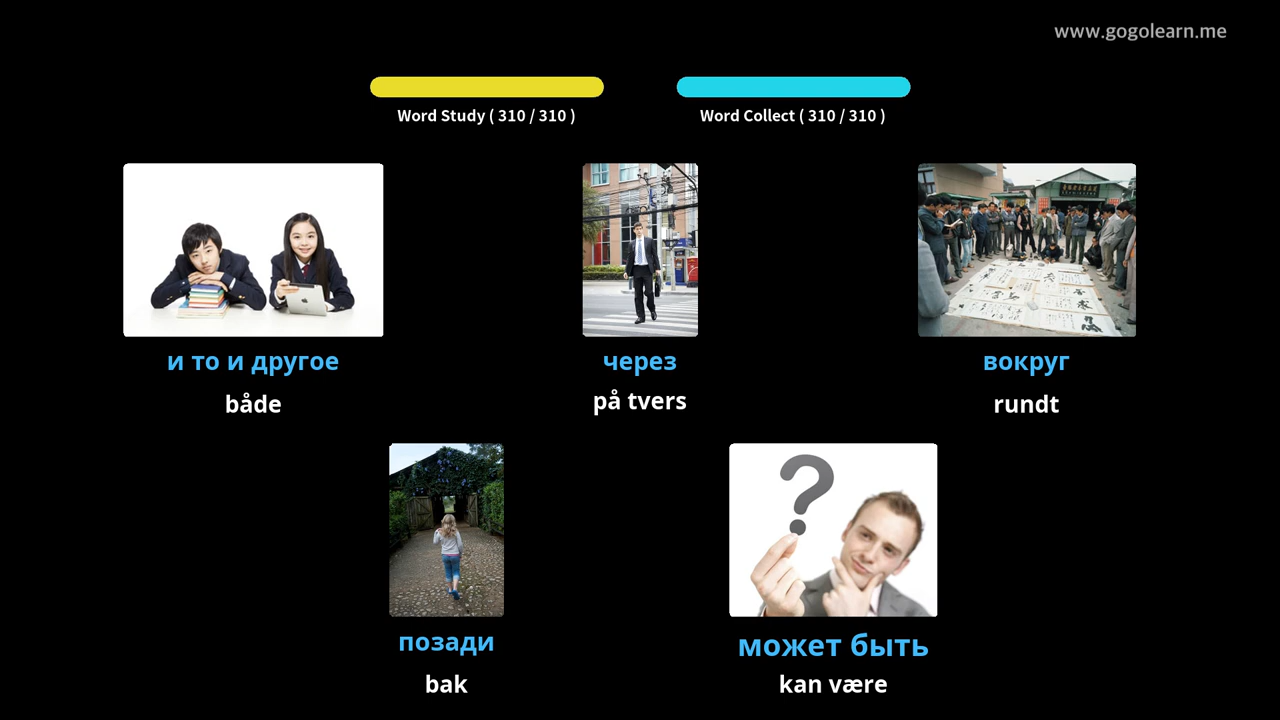 www.gogolearn.me
Word Study ( 310 / 310 )
Word Collect ( 310 / 310 )
и то и другое
через
вокруг
både
på tvers
rundt
позади
может быть
bak
kan være